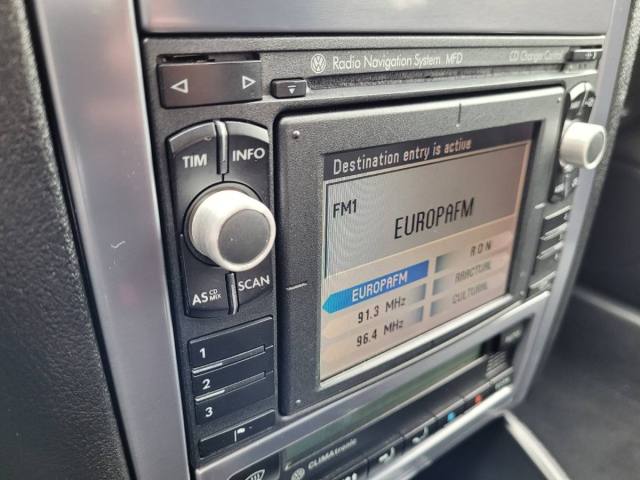 Radio Navigation System MFD
CD Changer Control
TIM
INFO
AS CD MIX
SCAN
1
2
3
Destination entry is active
FM1
EUROPAFM
EUROPAFM
RDN
91.3 MHz
96.4 MHz
CULTURAL
CLIMAtronic